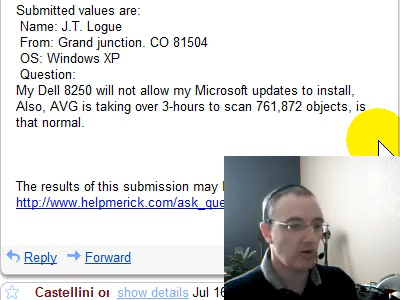 Submitted values are:
Name: J.T. Logue
From: Grand junction. CO 81504
OS: Windows XP
Question:
My Dell 8250 will not allow my Microsoft updates to install,
Also, AVG is taking over 3-hours to scan 761,872 objects, is
that normal.
The results of this submission may
http://www.helpmerick.com/ask_que
Reply Forward
Castellini or show details Jul 16